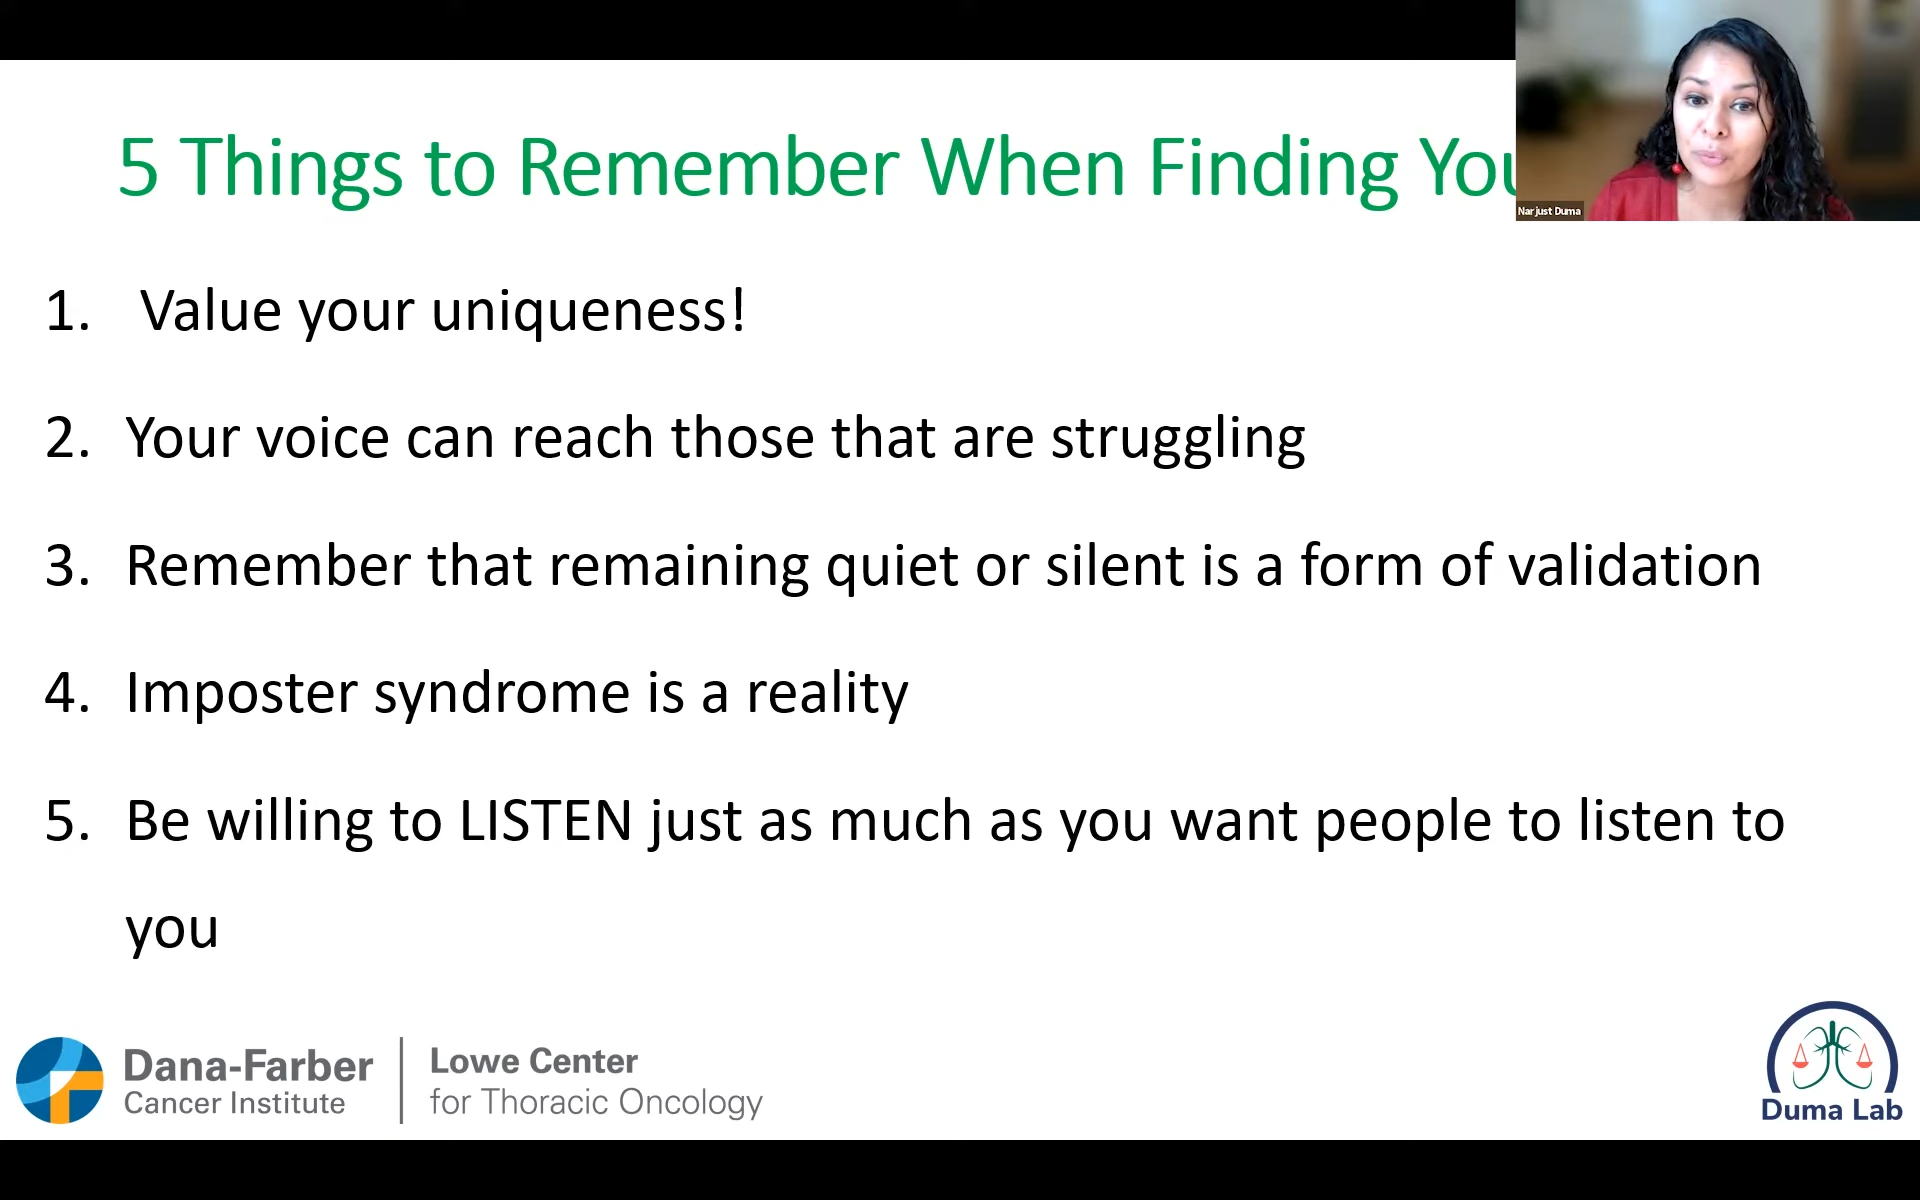 5 Things to Remember When Finding You
Narjust Duma
1. Value your uniqueness!
2. Your voice can reach those that are struggling
3. Remember that remaining quiet or silent is a form of validation
4. Imposter syndrome is a reality
5. Be willing to LISTEN just as much as you want people to listen to
you
Dana-Farber
Cancer Institute
Lowe Center
for Thoracic Oncology
Duma Lab